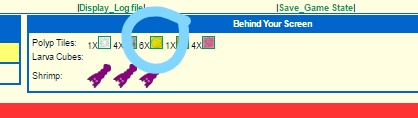 |Display_Log file| |Save_Game State|
Behind Your Screen
Polyp Tiles: 1X 4X 6X 1X 4X
Larva Cubes:
Shrimp: